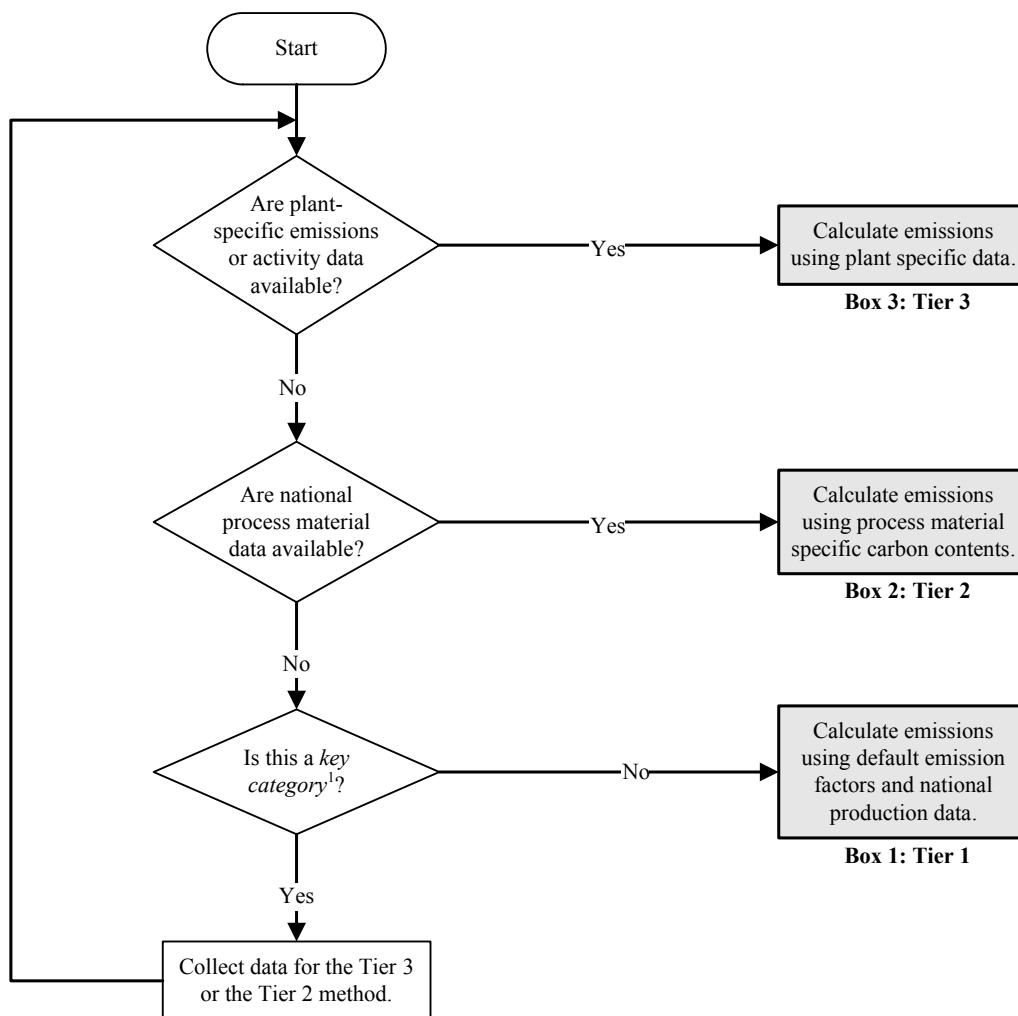 Start
Are plant-
specific emissions
or activity data
available?
Yes
Calculate emissions
using plant specific data.
Box 3: Tier 3
No
Are national
process material
data available?
Yes
Calculate emissions
using process material
specific carbon contents.
Box 2: Tier 2
No
Is this a key
category¹?
No
Calculate emissions
using default emission
factors and national
production data.
Box 1: Tier 1
Yes
Collect data for the Tier 3
or the Tier 2 method.